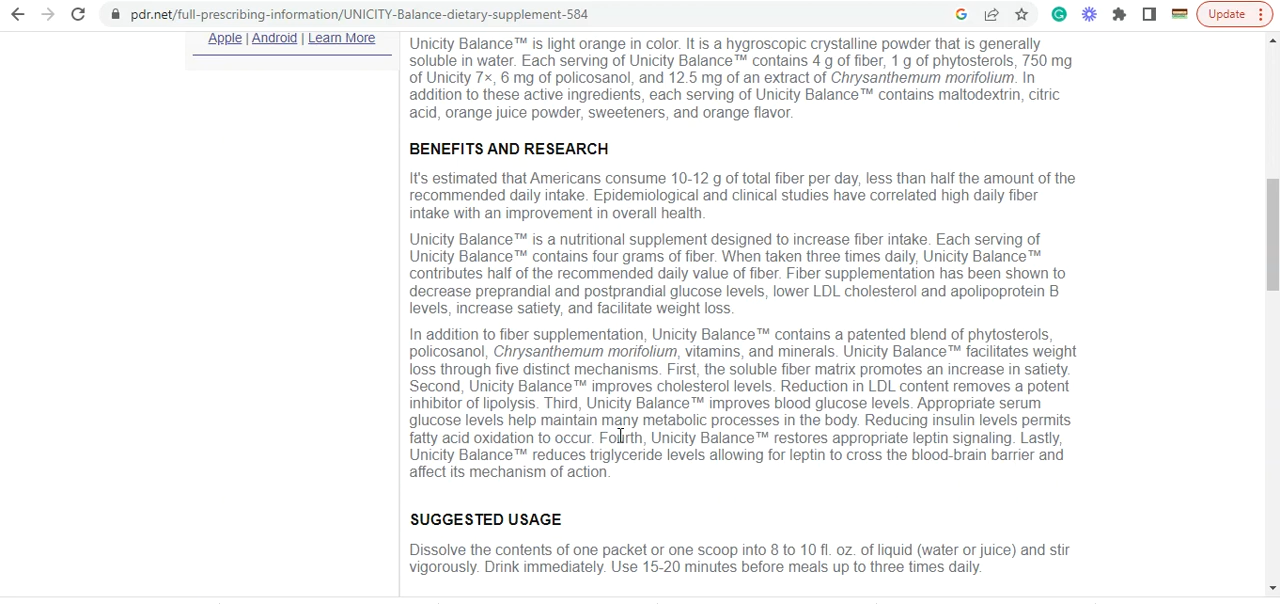 pdr.net/full-prescribing-information/UNICITY-Balance-dietary-supplement-584
Update
Apple | Android | Learn More
Unicity Balance™ is light orange in color. It is a hygroscopic crystalline powder that is generally
soluble in water. Each serving of Unicity Balance™ contains 4 g of fiber, 1 g of phytosterols, 750 mg
of Unicity 7×, 6 mg of policosanol, and 12.5 mg of an extract of Chrysanthemum morifolium. In
addition to these active ingredients, each serving of Unicity Balance™ contains maltodextrin, citric
acid, orange juice powder, sweeteners, and orange flavor.
BENEFITS AND RESEARCH
It's estimated that Americans consume 10-12 g of total fiber per day, less than half the amount of the
recommended daily intake. Epidemiological and clinical studies have correlated high daily fiber
intake with an improvement in overall health.
Unicity Balance™ is a nutritional supplement designed to increase fiber intake. Each serving of
Unicity Balance™ contains four grams of fiber. When taken three times daily, Unicity Balance™
contributes half of the recommended daily value of fiber. Fiber supplementation has been shown to
decrease preprandial and postprandial glucose levels, lower LDL cholesterol and apolipoprotein B
levels, increase satiety, and facilitate weight loss.
In addition to fiber supplementation, Unicity Balance™ contains a patented blend of phytosterols,
policosanol, Chrysanthemum morifolium, vitamins, and minerals. Unicity Balance™ facilitates weight
loss through five distinct mechanisms. First, the soluble fiber matrix promotes an increase in satiety.
Second, Unicity Balance™ improves cholesterol levels. Reduction in LDL content removes a potent
inhibitor of lipolysis. Third, Unicity Balance™ improves blood glucose levels. Appropriate serum
glucose levels help maintain many metabolic processes in the body. Reducing insulin levels permits
fatty acid oxidation to occur. Fourth, Unicity Balance™ restores appropriate leptin signaling. Lastly,
Unicity Balance™ reduces triglyceride levels allowing for leptin to cross the blood-brain barrier and
affect its mechanism of action.
SUGGESTED USAGE
Dissolve the contents of one packet or one scoop into 8 to 10 fl. oz. of liquid (water or juice) and stir
vigorously. Drink immediately. Use 15-20 minutes before meals up to three times daily.